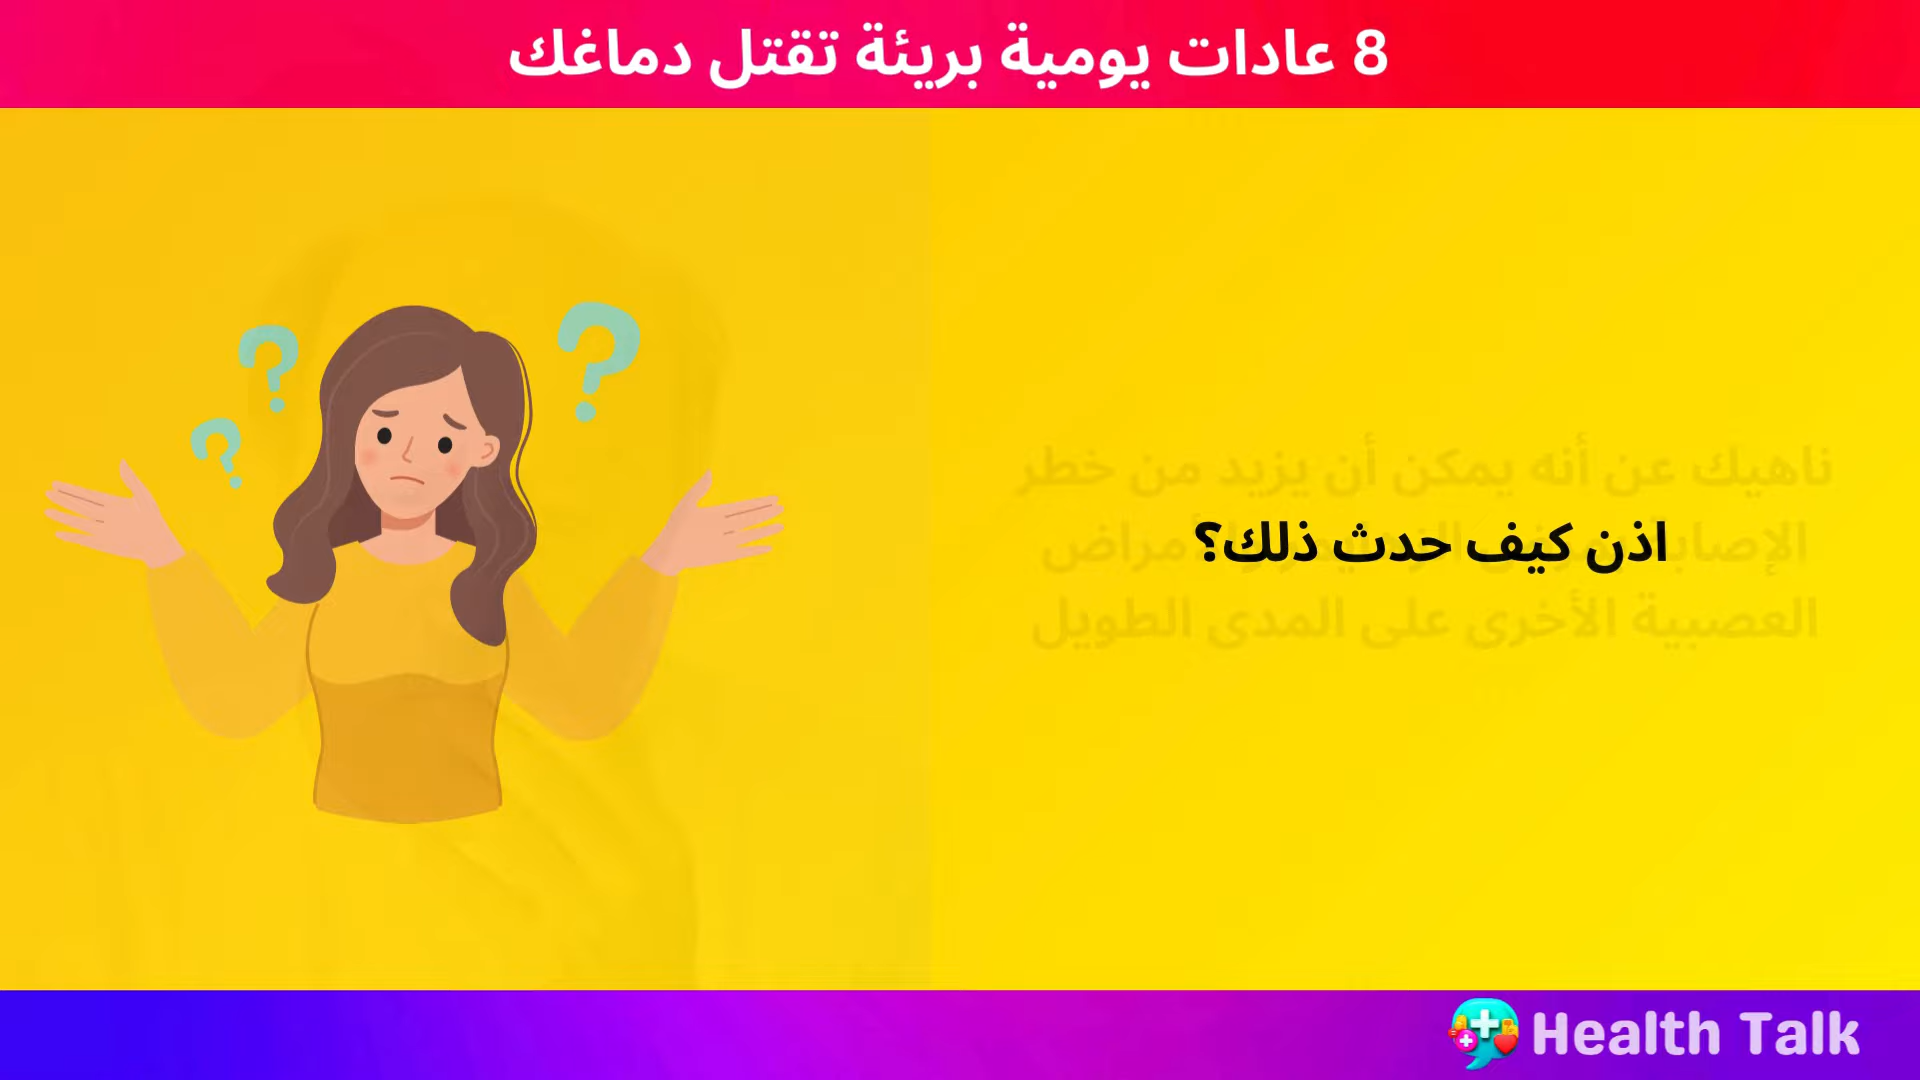 8 عادات يومية بريئة تقتل دماغك
ناهيك عن أنه يمكن أن يزيد من خطر
اذن كيف حدث ذلك؟
العصبية الأخرى على المدى الطويل
Health Talk